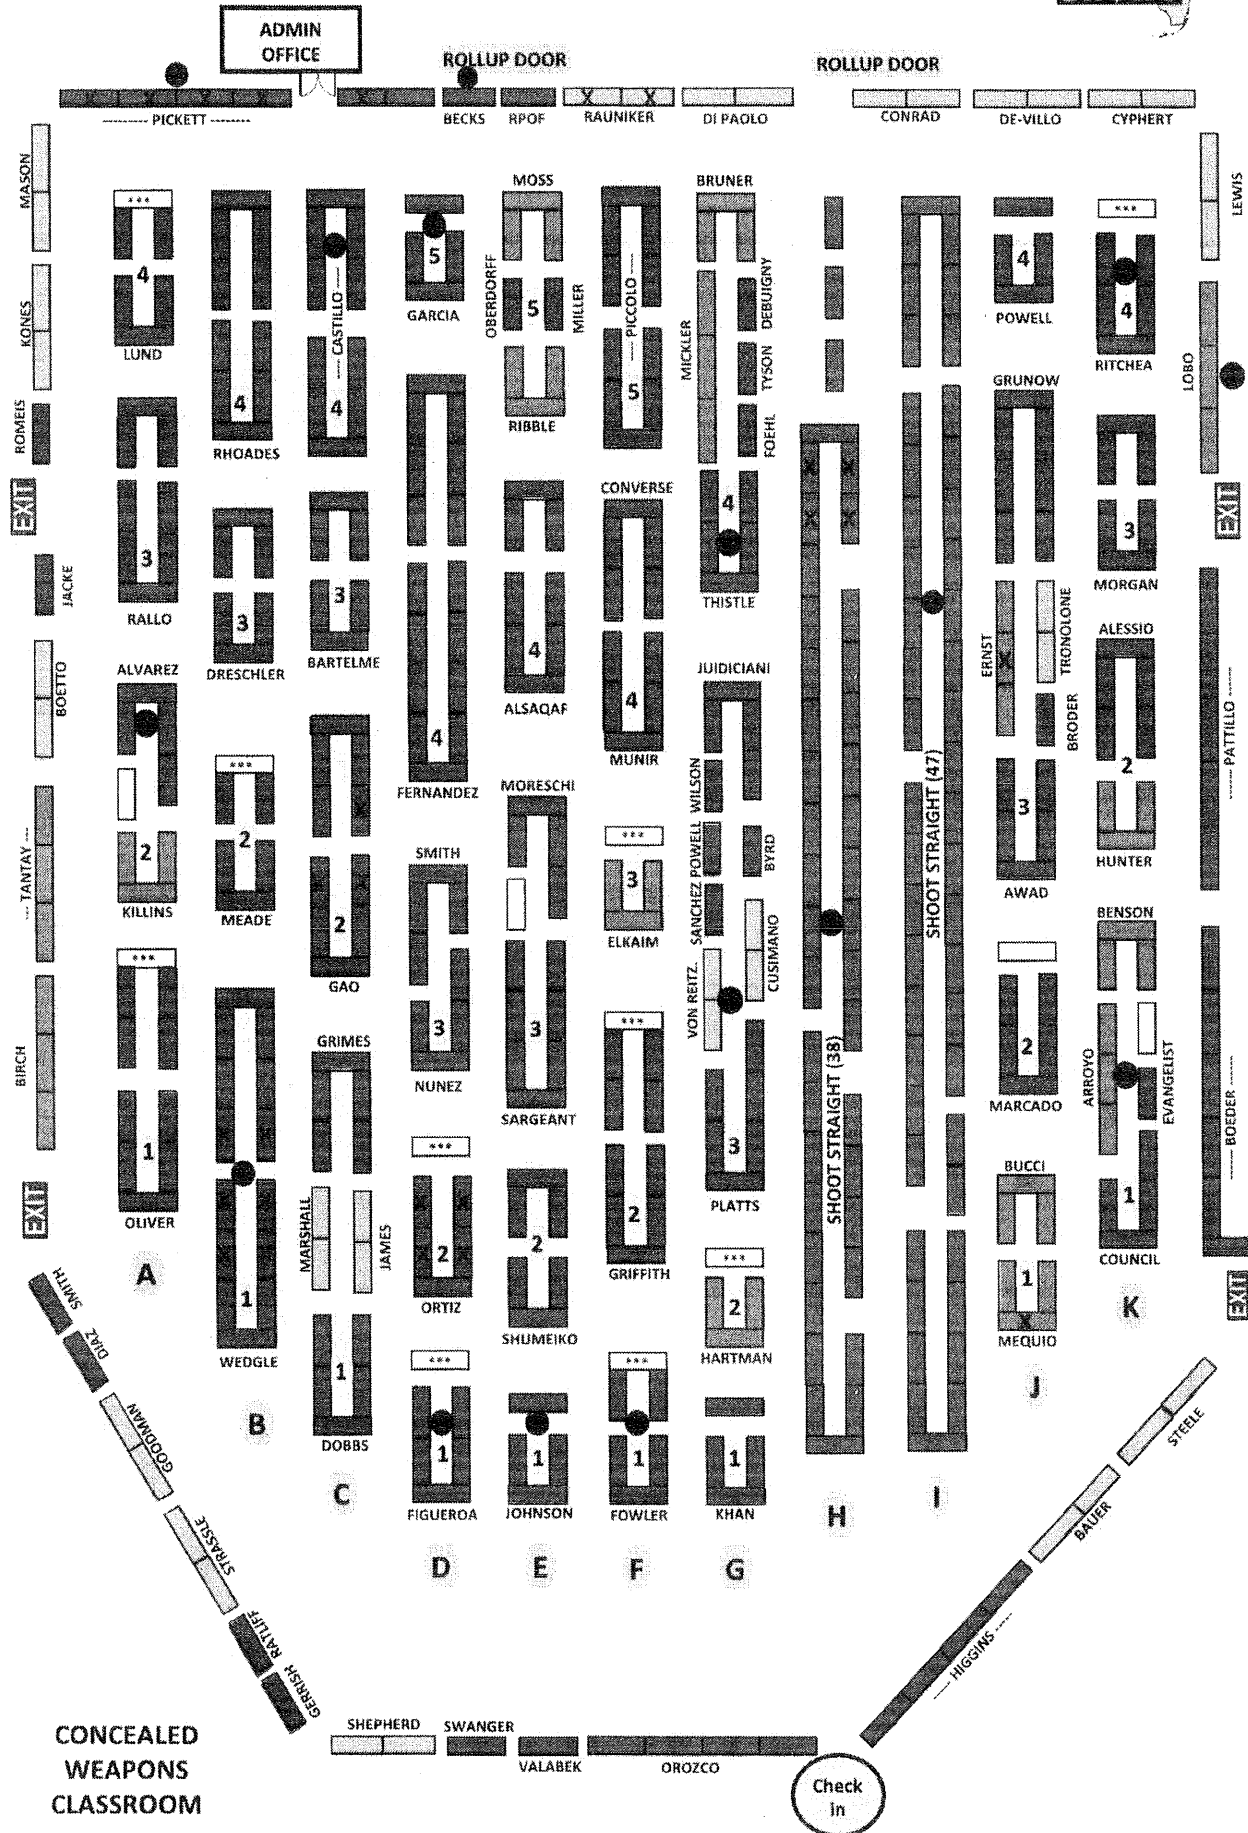 ADMIN
OFFICE
ROLLUP DOOR
ROLLUP DOOR
X X X X
X
X X
---------- PICKETT --------
BECKS
RPOF
RAUNIKER
DI PAOLO
CONRAD
DE-VILLO
CYPHERT
MASON
KONES
ROMEIS
EXIT
JACKE
BOETTO
--- TANTAY ---
BIRCH
EXIT
***
4
LUND
3
RALLO
ALVAREZ
2
KILLINS
***
1
OLIVER
A
4
RHOADES
3
DRESCHLER
***
2
MEADE
1
WEDGLE
B
---- CASTILLO ----
4
3
BARTELME
2
GAO
GRIMES
MARSHALL
JAMES
1
DOBBS
C
5
GARCIA
4
FERNANDEZ
SMITH
3
NUNEZ
***
2
ORTIZ
***
1
FIGUEROA
D
MOSS
OBERDORFF
5
MILLER
RIBBLE
4
ALSAQAF
MORESCHI
3
SARGEANT
2
SHUMEIKO
1
JOHNSON
E
---- PICCOLO ----
5
CONVERSE
4
MUNIR
***
3
ELKAIM
***
2
GRIFFITH
***
1
FOWLER
F
BRUNER
MICKLER
DEBUIGNY
TYSON
FOEHL
4
THISTLE
JUIDICIANI
WILSON
POWELL
SANCHEZ
BYRD
VON REITZ.
CUSIMANO
3
PLATTS
***
2
HARTMAN
1
KHAN
G
X X
X X
SHOOT STRAIGHT (38)
H
SHOOT STRAIGHT (47)
I
4
POWELL
GRUNOW
ERNST
X
TRONOLONE
BRODER
3
AWAD
2
MARCADO
BUCCI
1
X
MEQUIO
J
***
4
RITCHEA
3
MORGAN
ALESSIO
2
HUNTER
BENSON
ARROYO
EVANGELIST
1
COUNCIL
K
LEWIS
LOBO
EXIT
------ PATTILLO ------
------ BOEDER ------
EXIT
SMITH
DIAZ
GOODMAN
STRASSLE
RATLIFF
GERRISH
SHEPHERD
SWANGER
VALABEK
OROZCO
STEELE
BAUER
---- HIGGINS ----
CONCEALED
WEAPONS
CLASSROOM
Check
in